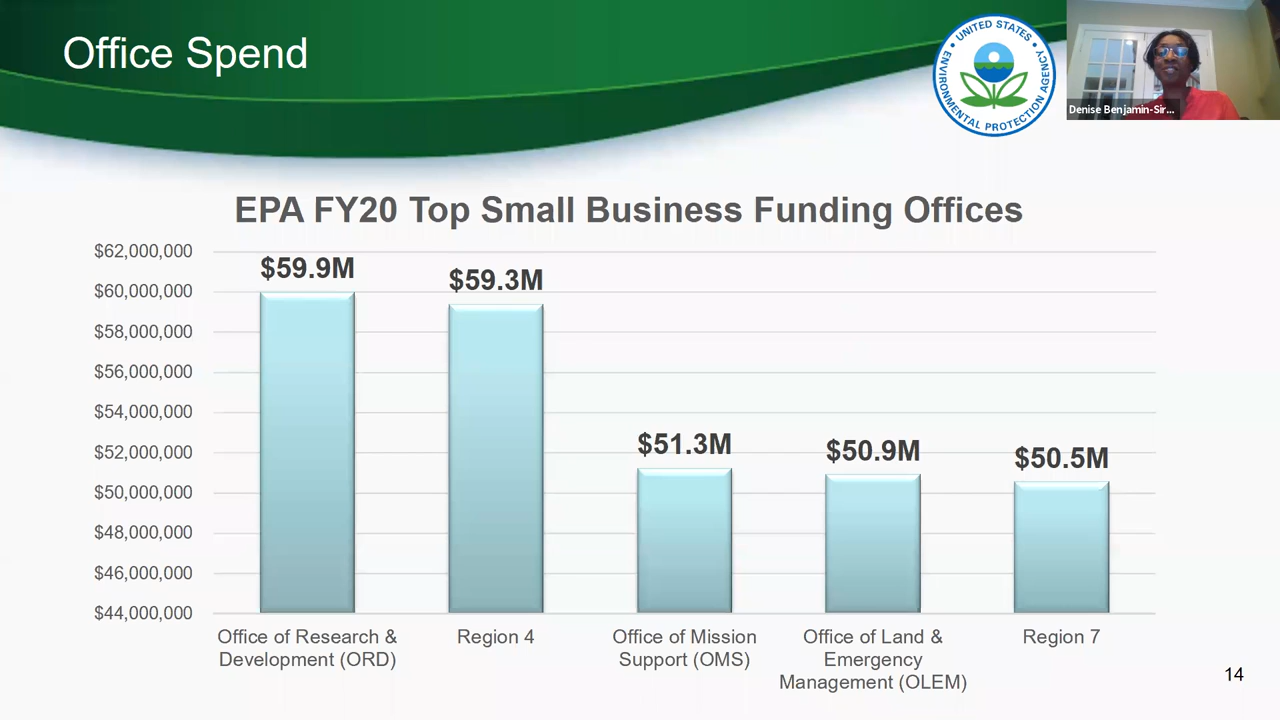 Office Spend
UNITED STATES
ENVIRONMENTAL PROTECTION AGENCY
Denise Benjamin-Sir...
EPA FY20 Top Small Business Funding Offices
$62,000,000
$60,000,000
$58,000,000
$56,000,000
$54,000,000
$52,000,000
$50,000,000
$48,000,000
$46,000,000
$44,000,000
$59.9M
$59.3M
$51.3M
$50.9M
$50.5M
Office of Research &
Development (ORD)
Region 4
Office of Mission
Support (OMS)
Office of Land &
Emergency
Management (OLEM)
Region 7
14